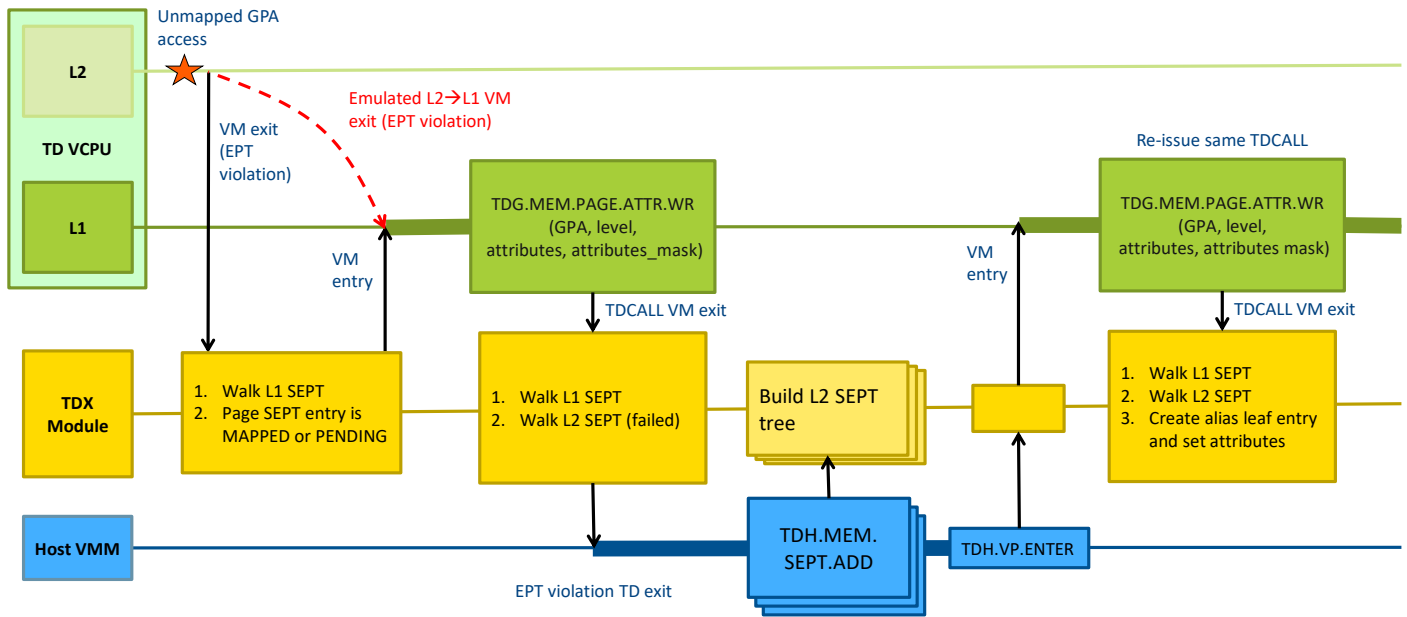 Unmapped GPA
access
L2
TD VCPU
L1
VM exit
(EPT
violation)
Emulated L2→L1 VM
exit (EPT violation)
VM
entry
TDG.MEM.PAGE.ATTR.WR
(GPA, level,
attributes, attributes_mask)
TDCALL VM exit
VM
entry
Re-issue same TDCALL
TDG.MEM.PAGE.ATTR.WR
(GPA, level,
attributes, attributes mask)
TDCALL VM exit
TDX
Module
1. Walk L1 SEPT
2. Page SEPT entry is
MAPPED or PENDING
1. Walk L1 SEPT
2. Walk L2 SEPT (failed)
Build L2 SEPT
tree
1. Walk L1 SEPT
2. Walk L2 SEPT
3. Create alias leaf entry
and set attributes
Host VMM
EPT violation TD exit
TDH.MEM.
SEPT.ADD
TDH.VP.ENTER